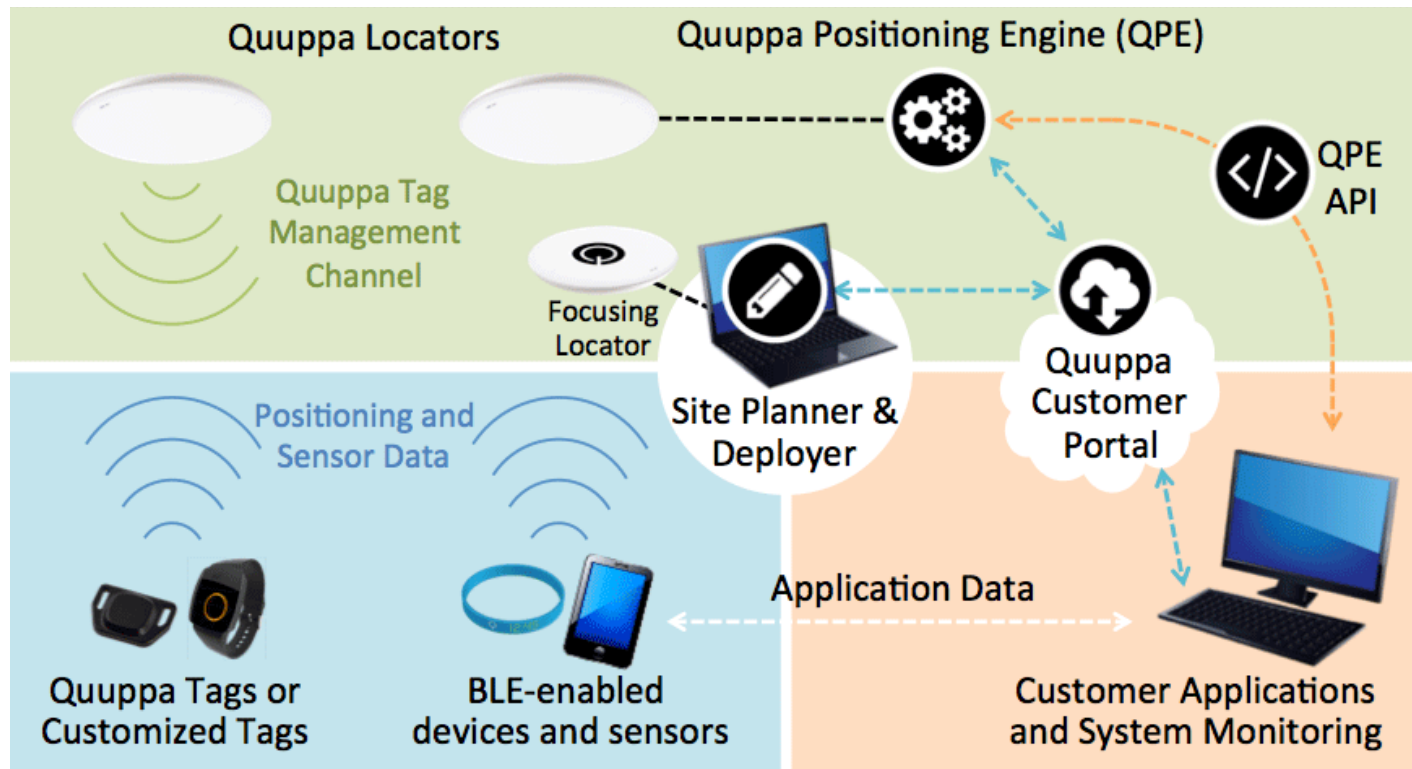 Quuppa Locators
Quuppa Positioning Engine (QPE)
QPE
API
Quuppa Tag
Management
Channel
Focusing
Locator
Site Planner &
Deployer
Quuppa
Customer
Portal
Positioning and
Sensor Data
Application Data
Quuppa Tags or
Customized Tags
BLE-enabled
devices and sensors
Customer Applications
and System Monitoring